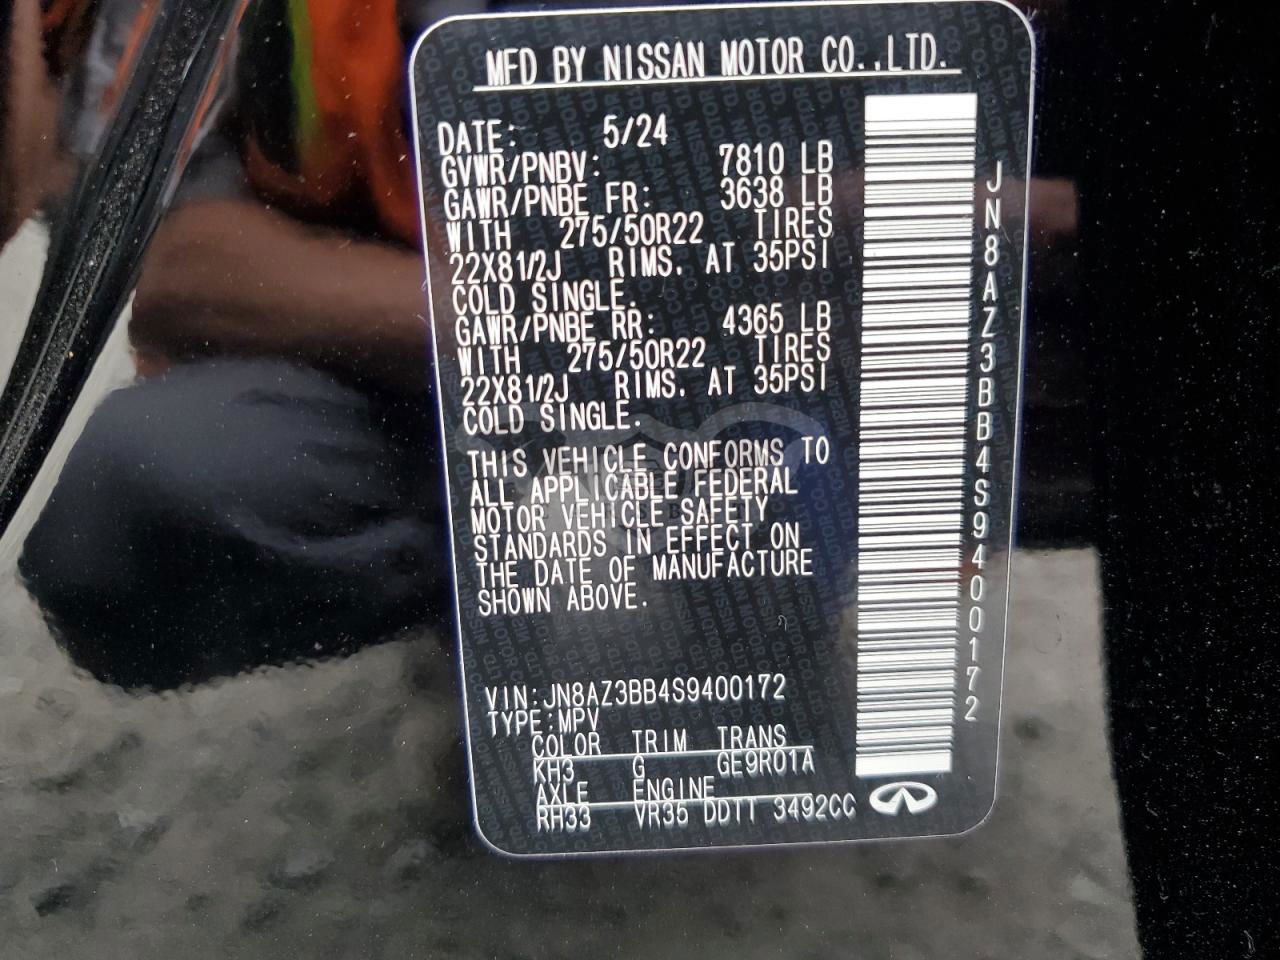 MFD BY NISSAN MOTOR CO.,LTD.
DATE: 5/24
GVWR/PNBV: 7810 LB
GAWR/PNBE FR: 3638 LB
WITH 275/50R22 TIRES
22X81/2J RIMS. AT 35PSI
COLD SINGLE.
GAWR/PNBE RR: 4365 LB
WITH 275/50R22 TIRES
22X81/2J RIMS. AT 35PSI
COLD SINGLE.
THIS VEHICLE CONFORMS TO
ALL APPLICABLE FEDERAL
MOTOR VEHICLE SAFETY
STANDARDS IN EFFECT ON
THE DATE OF MANUFACTURE
SHOWN ABOVE.
VIN:JN8AZ3BB4S9400172
TYPE:MPV
COLOR TRIM TRANS
KH3 G GE9R01A
AXLE ENGINE
RH33 VR35 DDTT 3492CC
JN8AZ3BB4S9400172